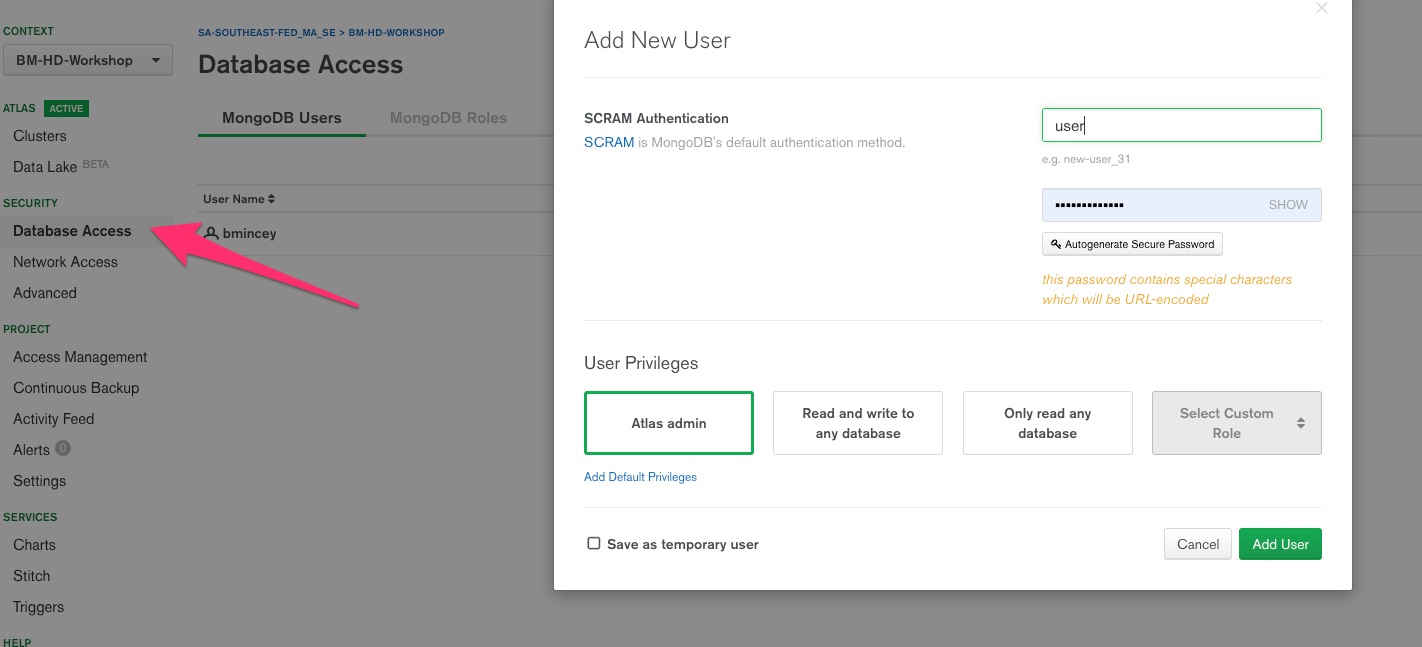 CONTEXT
BM-HD-Workshop
ATLAS ACTIVE
Clusters
Data Lake BETA
SECURITY
Database Access
Network Access
Advanced
PROJECT
Access Management
Continuous Backup
Activity Feed
Alerts 0
Settings
SERVICES
Charts
Stitch
Triggers
HELP
SA-SOUTHEAST-FED_MA_SE > BM-HD-WORKSHOP
Database Access
MongoDB Users MongoDB Roles
User Name
bmincey
Add New User
SCRAM Authentication
SCRAM is MongoDB's default authentication method.
user
e.g. new-user_31
•••••••••••••  SHOW
Autogenerate Secure Password
this password contains special characters
which will be URL-encoded
User Privileges
Atlas admin
Read and write to
any database
Only read any
database
Select Custom
Role
Add Default Privileges
Save as temporary user
Cancel
Add User